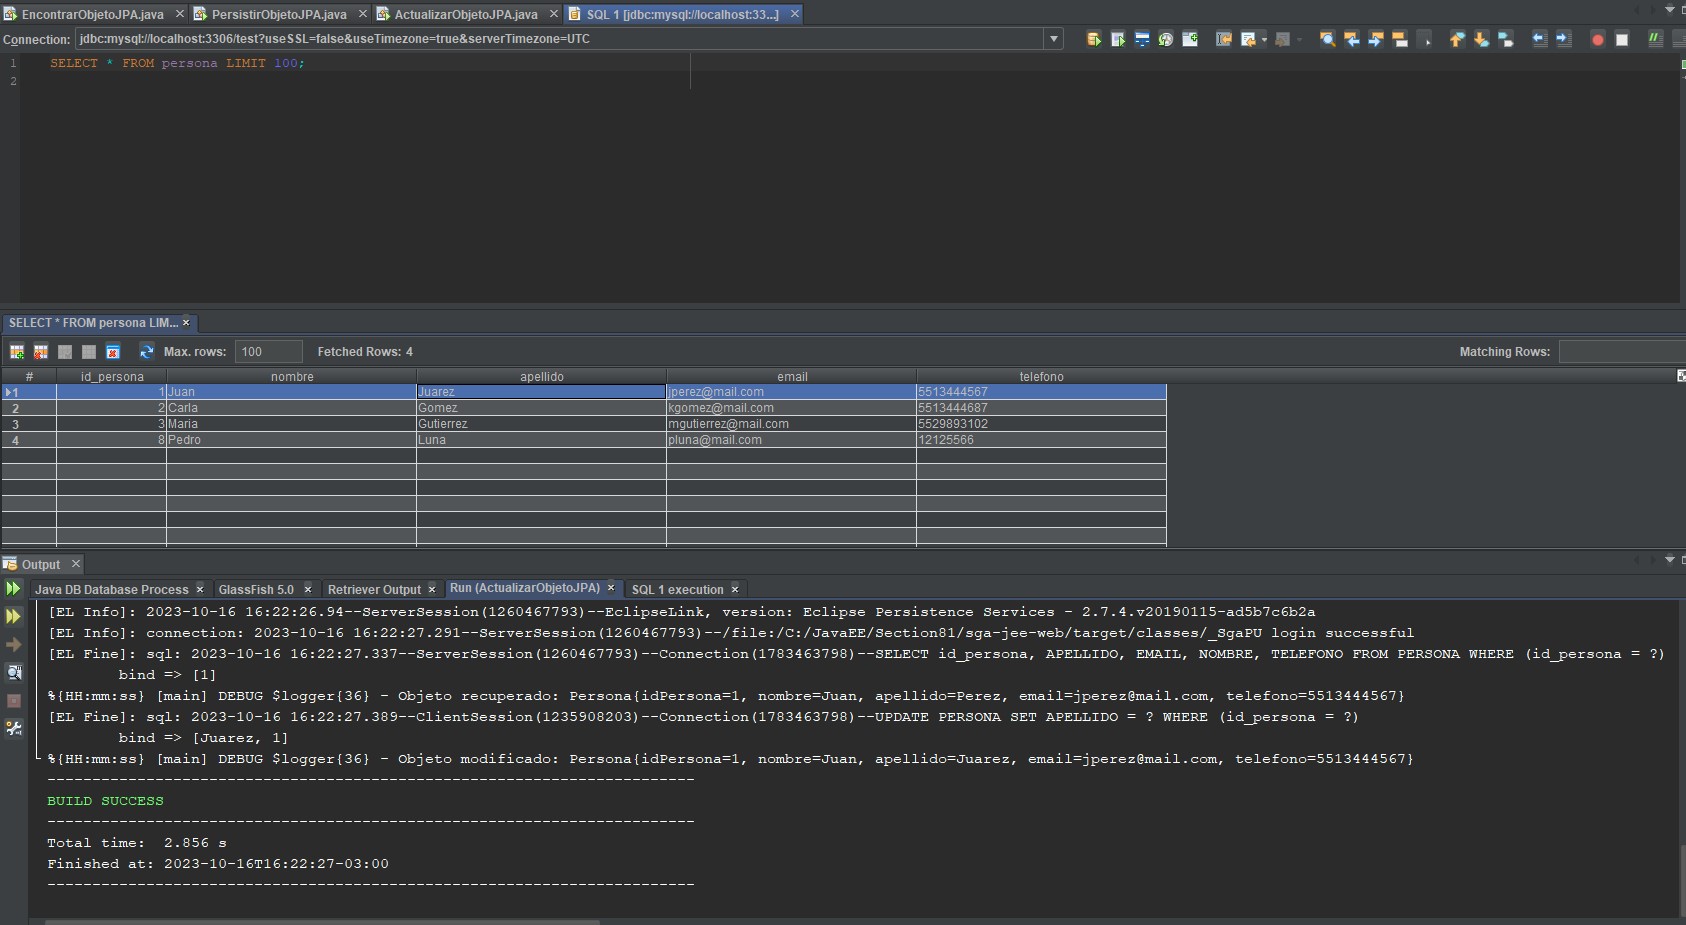 EncontrarObjetoJPA.java PersistirObjetoJPA.java ActualizarObjetoJPA.java SQL 1 [jdbc:mysql://localhost:33...]
Connection: jdbc:mysql://localhost:3306/test?useSSL=false&useTimezone=true&serverTimezone=UTC
1 SELECT * FROM persona LIMIT 100;
2
SELECT * FROM persona LIM...
Max. rows: 100 Fetched Rows: 4 Matching Rows:
# id_persona nombre apellido email telefono
1 1 Juan Juarez jperez@mail.com 5513444567
2 2 Carla Gomez kgomez@mail.com 5513444687
3 3 Maria Gutierrez mgutierrez@mail.com 5529893102
4 8 Pedro Luna pluna@mail.com 12125566
Output
Java DB Database Process GlassFish 5.0 Retriever Output Run (ActualizarObjetoJPA) SQL 1 execution
[EL Info]: 2023-10-16 16:22:26.94--ServerSession(1260467793)--EclipseLink, version: Eclipse Persistence Services - 2.7.4.v20190115-ad5b7c6b2a
[EL Info]: connection: 2023-10-16 16:22:27.291--ServerSession(1260467793)--/file:/C:/JavaEE/Section81/sga-jee-web/target/classes/_SgaPU login successful
[EL Fine]: sql: 2023-10-16 16:22:27.337--ServerSession(1260467793)--Connection(1783463798)--SELECT id_persona, APELLIDO, EMAIL, NOMBRE, TELEFONO FROM PERSONA WHERE (id_persona = ?)
bind => [1]
%{HH:mm:ss} [main] DEBUG $logger{36} - Objeto recuperado: Persona{idPersona=1, nombre=Juan, apellido=Perez, email=jperez@mail.com, telefono=5513444567}
[EL Fine]: sql: 2023-10-16 16:22:27.389--ClientSession(1235908203)--Connection(1783463798)--UPDATE PERSONA SET APELLIDO = ? WHERE (id_persona = ?)
bind => [Juarez, 1]
%{HH:mm:ss} [main] DEBUG $logger{36} - Objeto modificado: Persona{idPersona=1, nombre=Juan, apellido=Juarez, email=jperez@mail.com, telefono=5513444567}
------------------------------------------------------------------------
BUILD SUCCESS
------------------------------------------------------------------------
Total time:  2.856 s
Finished at: 2023-10-16T16:22:27-03:00
------------------------------------------------------------------------